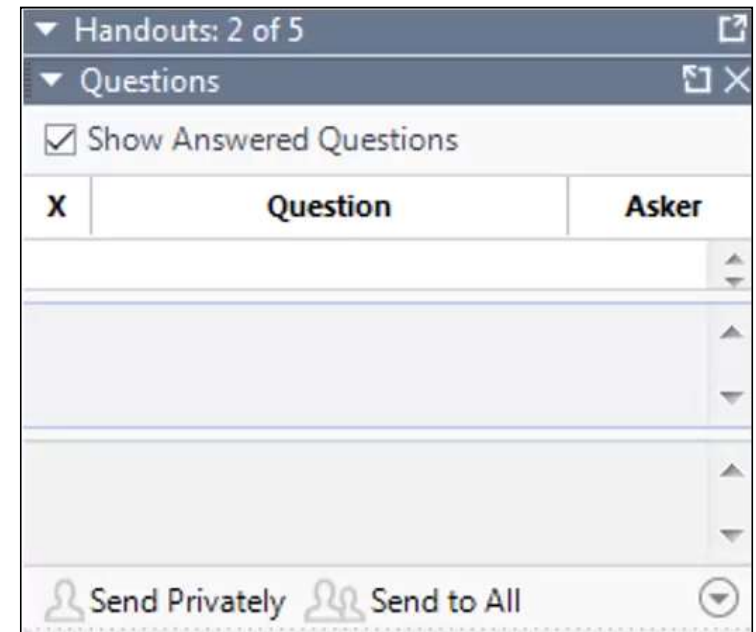 Handouts: 2 of 5
Questions
Show Answered Questions
X Question Asker
Send Privately Send to All